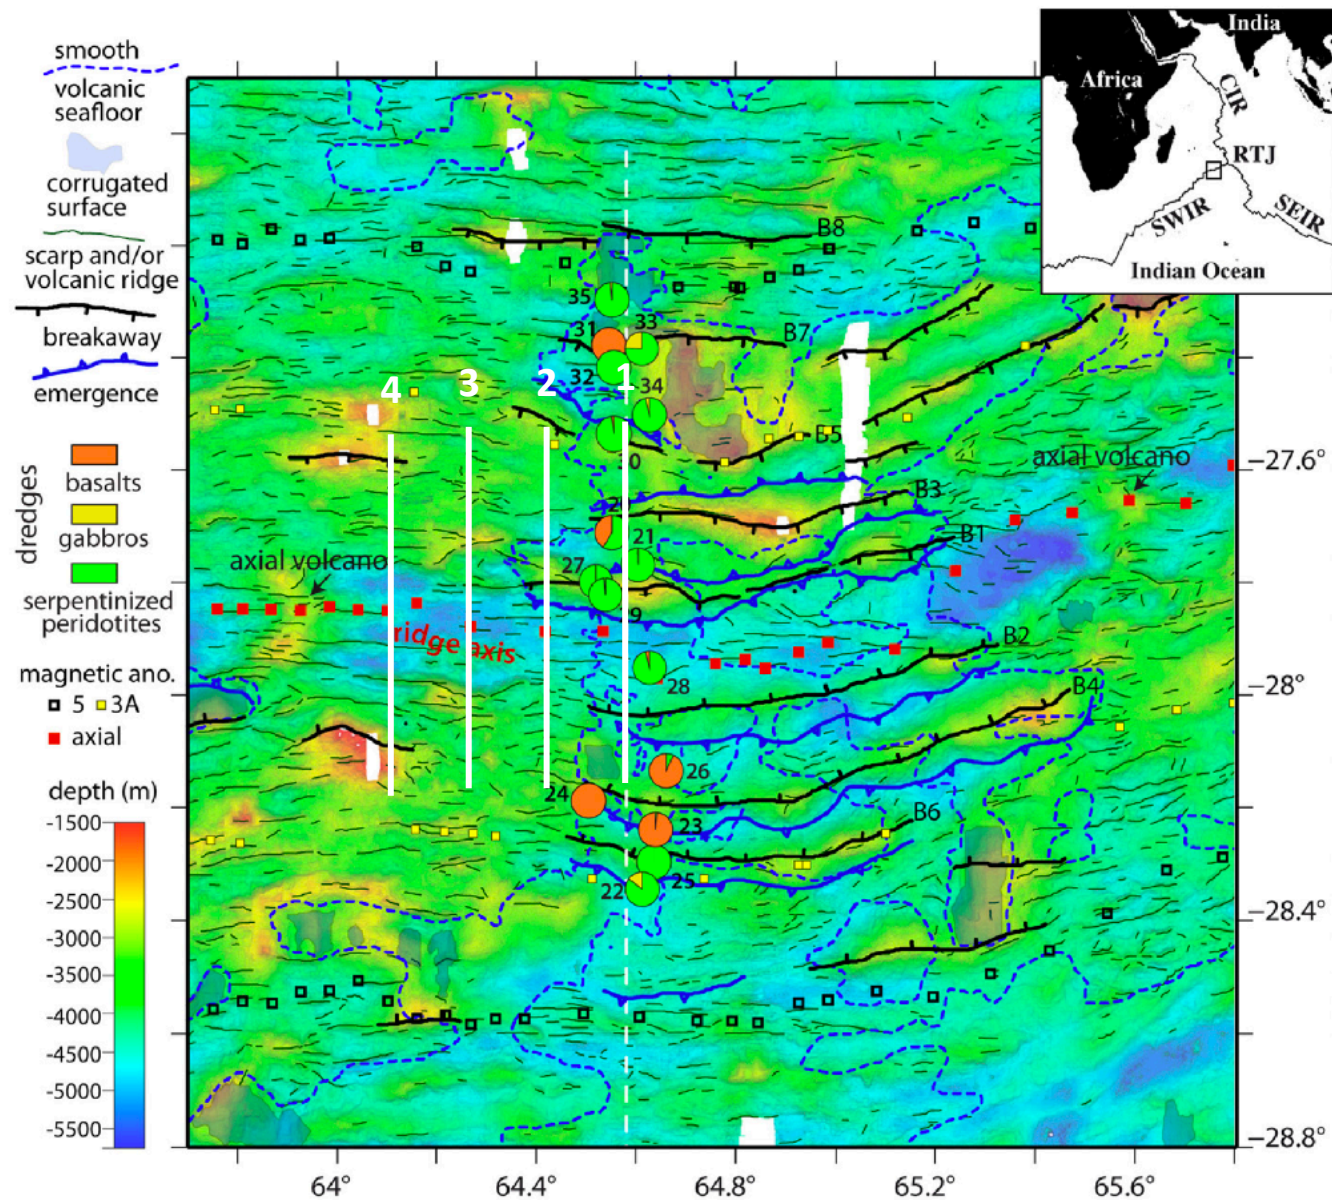 smooth
volcanic
seafloor
corrugated
surface
scarp and/or
volcanic ridge
breakaway
emergence
dredges
basalts
gabbros
serpentinized
peridotites
magnetic ano.
5 3A
axial
depth (m)
-1500
-2000
-2500
-3000
-3500
-4000
-4500
-5000
-5500
India
Africa
CIR
RTJ
SWIR
SEIR
Indian Ocean
B8
35
31
33
B7
32
1
34
4
3
2
30
B5
axial volcano
B3
21
B1
axial volcano
27
9
ridge axis
B2
28
B4
26
24
23
B6
25
22
-27.6°
-28°
-28.4°
-28.8°
64°
64.4°
64.8°
65.2°
65.6°